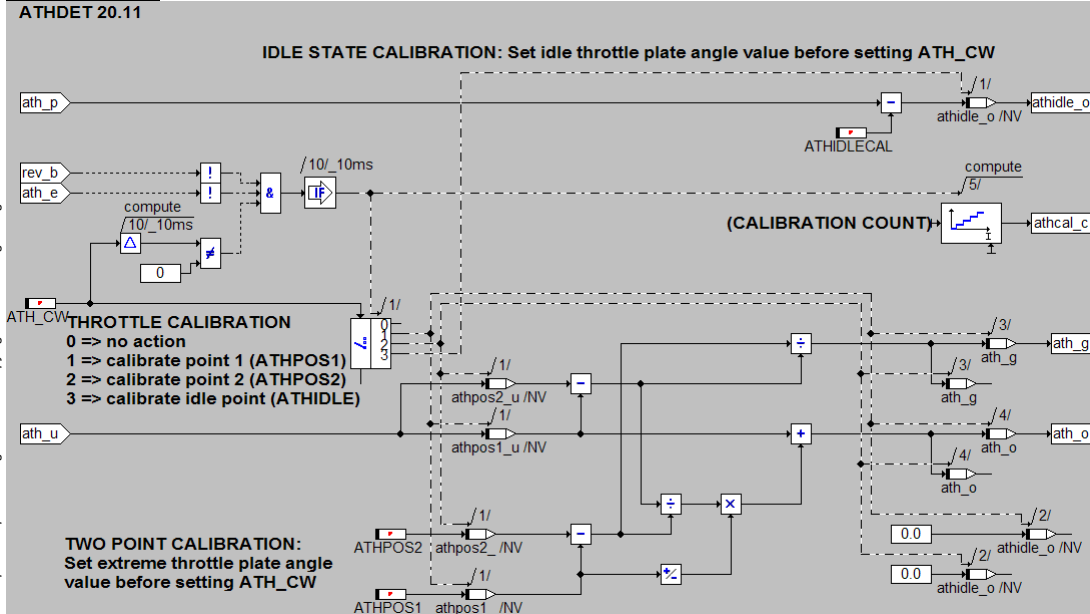 ATHDET 20.11
IDLE STATE CALIBRATION: Set idle throttle plate angle value before setting ATH_CW
/1/
ath_p
-
athidle_o
athidle_o /NV
ATHIDLECAL
/10/_10ms
rev_b
!
compute
ath_e
!
&
IF
/5/
compute
/10/_10ms
(CALIBRATION COUNT)
athcal_c
≠
0
/1/
ATH_CW
THROTTLE CALIBRATION
0 => no action
1 => calibrate point 1 (ATHPOS1)
2 => calibrate point 2 (ATHPOS2)
3 => calibrate idle point (ATHIDLE)
0
1
2
3
/3/
÷
ath_g
ath_g
/1/
/3/
-
athpos2_u /NV
ath_g
/1/
/4/
ath_u
+
ath_o
athpos1_u /NV
ath_o
/4/
ath_o
÷
×
/1/
/2/
TWO POINT CALIBRATION:
Set extreme throttle plate angle
value before setting ATH_CW
-
0.0
ATHPOS2
athpos2_ /NV
athidle_o /NV
/2/
+/-
0.0
/1/
athidle_o /NV
ATHPOS1
athpos1_ /NV